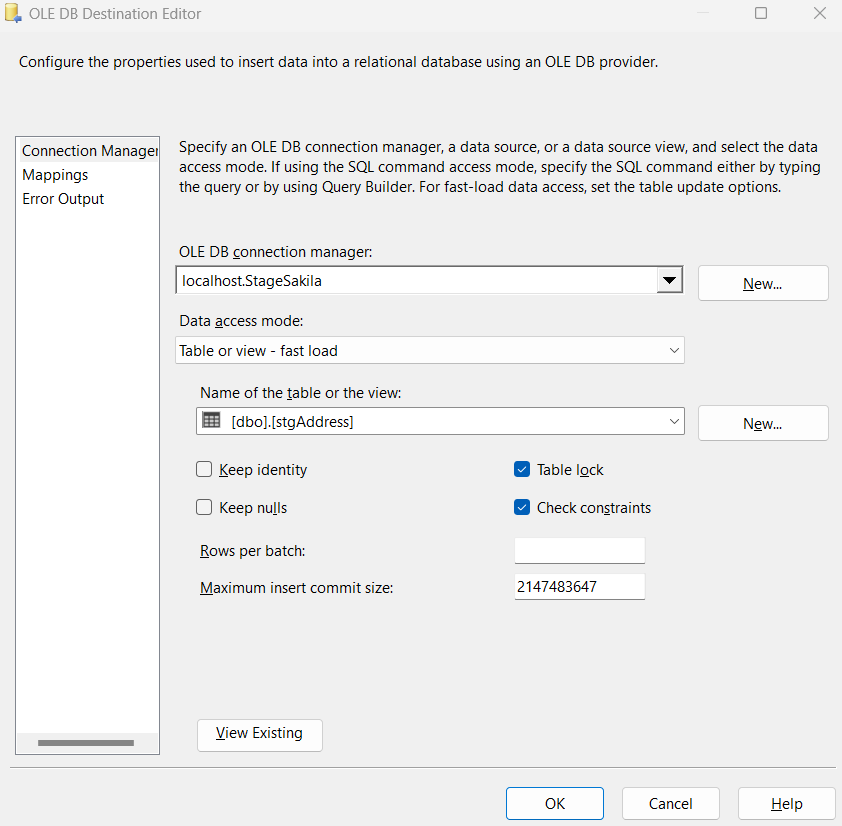 OLE DB Destination Editor
Configure the properties used to insert data into a relational database using an OLE DB provider.
Connection Manager
Mappings
Error Output
Specify an OLE DB connection manager, a data source, or a data source view, and select the data
access mode. If using the SQL command access mode, specify the SQL command either by typing
the query or by using Query Builder. For fast-load data access, set the table update options.
OLE DB connection manager:
localhost.StageSakila
New...
Data access mode:
Table or view - fast load
Name of the table or the view:
[dbo].[stgAddress]
New...
Keep identity
Table lock
Keep nulls
Check constraints
Rows per batch:
Maximum insert commit size:
2147483647
View Existing
OK
Cancel
Help